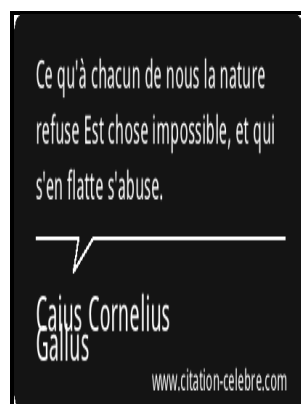 Ce qu'à chacun de nous la nature
refuse Est chose impossible, et qui
s'en flatte s'abuse.
Caius Cornelius
Gallus
www.citation-celebre.com